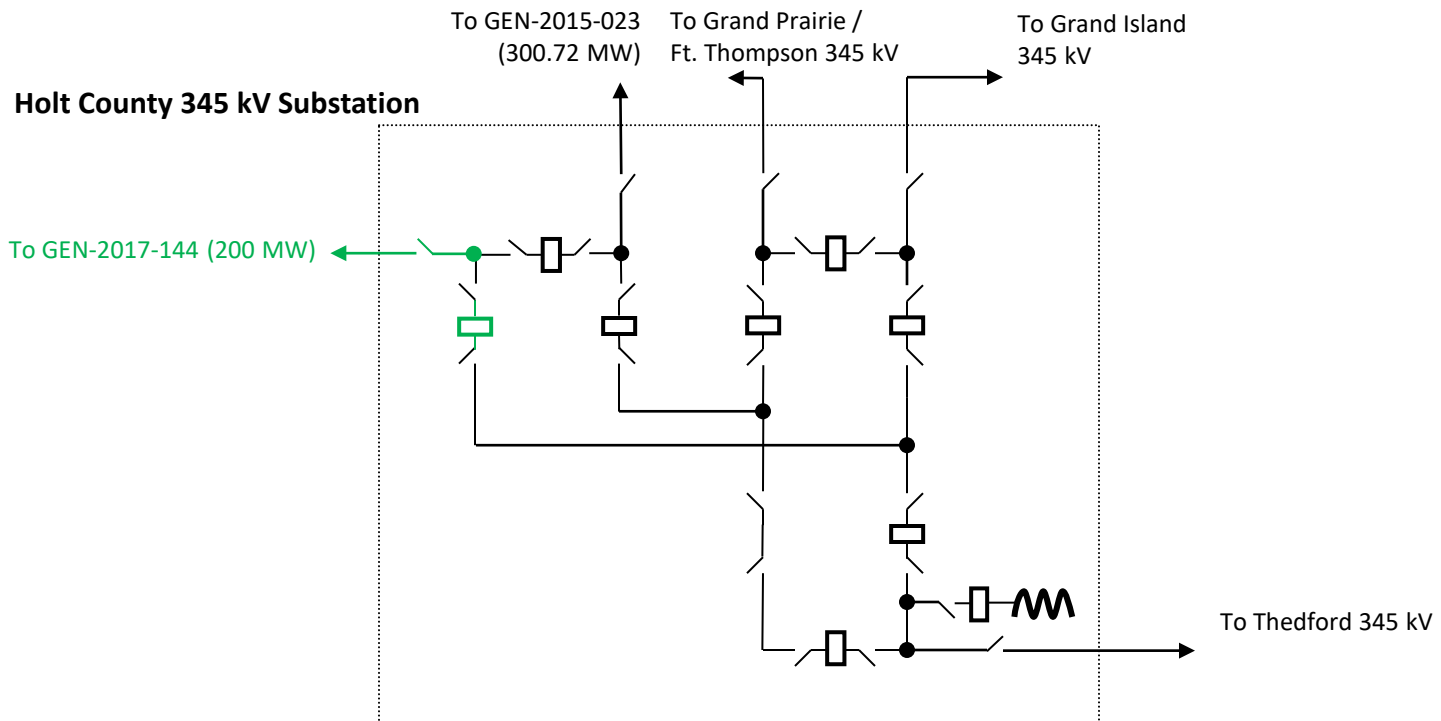 To GEN-2015-023
(300.72 MW)
To Grand Prairie /
Ft. Thompson 345 kV
To Grand Island
345 kV
Holt County 345 kV Substation
To GEN-2017-144 (200 MW)
To Thedford 345 kV